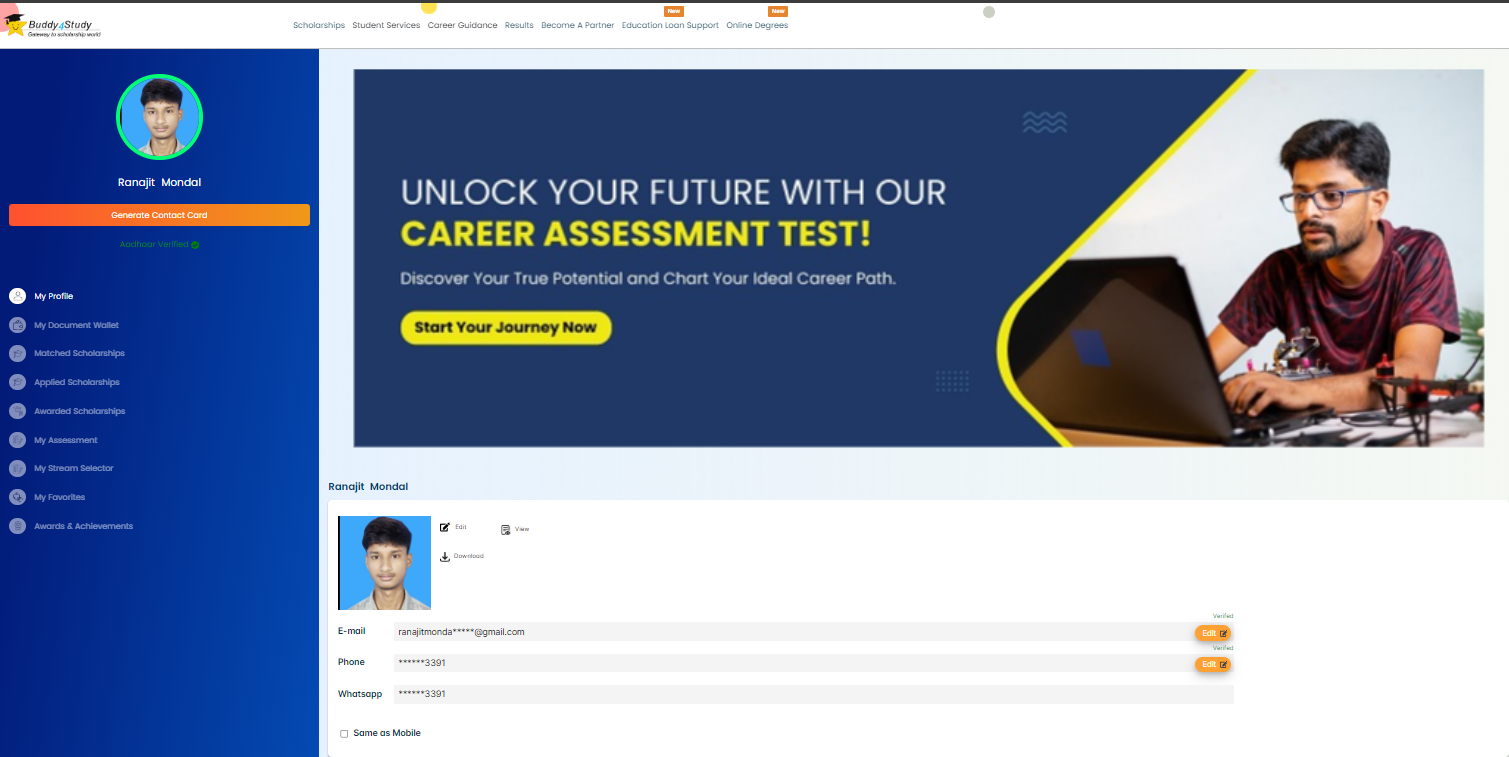 Buddy4Study
Gateway to scholarship world
Scholarships Student Services Career Guidance Results Become A Partner Education Loan Support Online Degrees
New New
Ranajit Mondal
Generate Contact Card
Aadhaar Verified
My Profile
My Document Wallet
Matched Scholarships
Applied Scholarships
Awarded Scholarships
My Assessment
My Stream Selector
My Favorites
Awards & Achievements
UNLOCK YOUR FUTURE WITH OUR
CAREER ASSESSMENT TEST!
Discover Your True Potential and Chart Your Ideal Career Path.
Start Your Journey Now
Ranajit Mondal
Edit View
Download
Verified
E-mail ranajitmonda*****@gmail.com Edit
Verified
Phone ******3391 Edit
Whatsapp ******3391
Same as Mobile